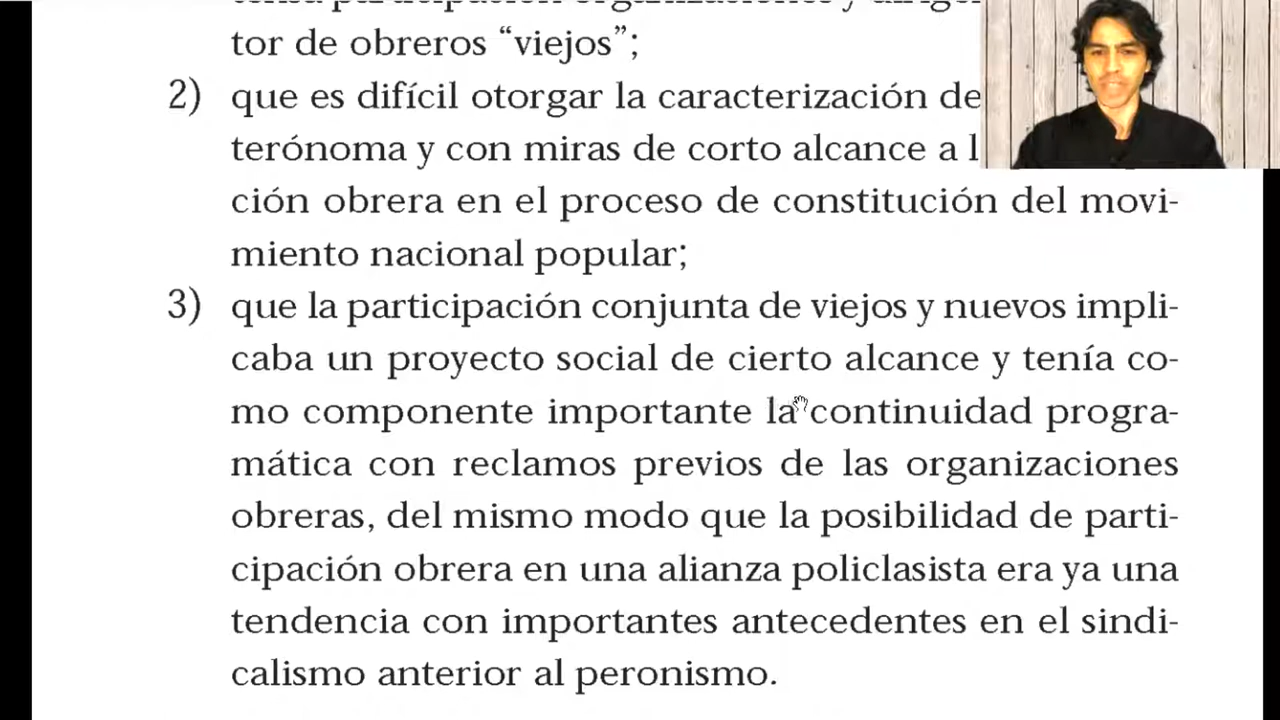 tor de obreros “viejos”;
2) que es difícil otorgar la caracterización de
terónoma y con miras de corto alcance a l
ción obrera en el proceso de constitución del movi-
miento nacional popular;
3) que la participación conjunta de viejos y nuevos impli-
caba un proyecto social de cierto alcance y tenía co-
mo componente importante la continuidad progra-
mática con reclamos previos de las organizaciones
obreras, del mismo modo que la posibilidad de parti-
cipación obrera en una alianza policlasista era ya una
tendencia con importantes antecedentes en el sindi-
calismo anterior al peronismo.